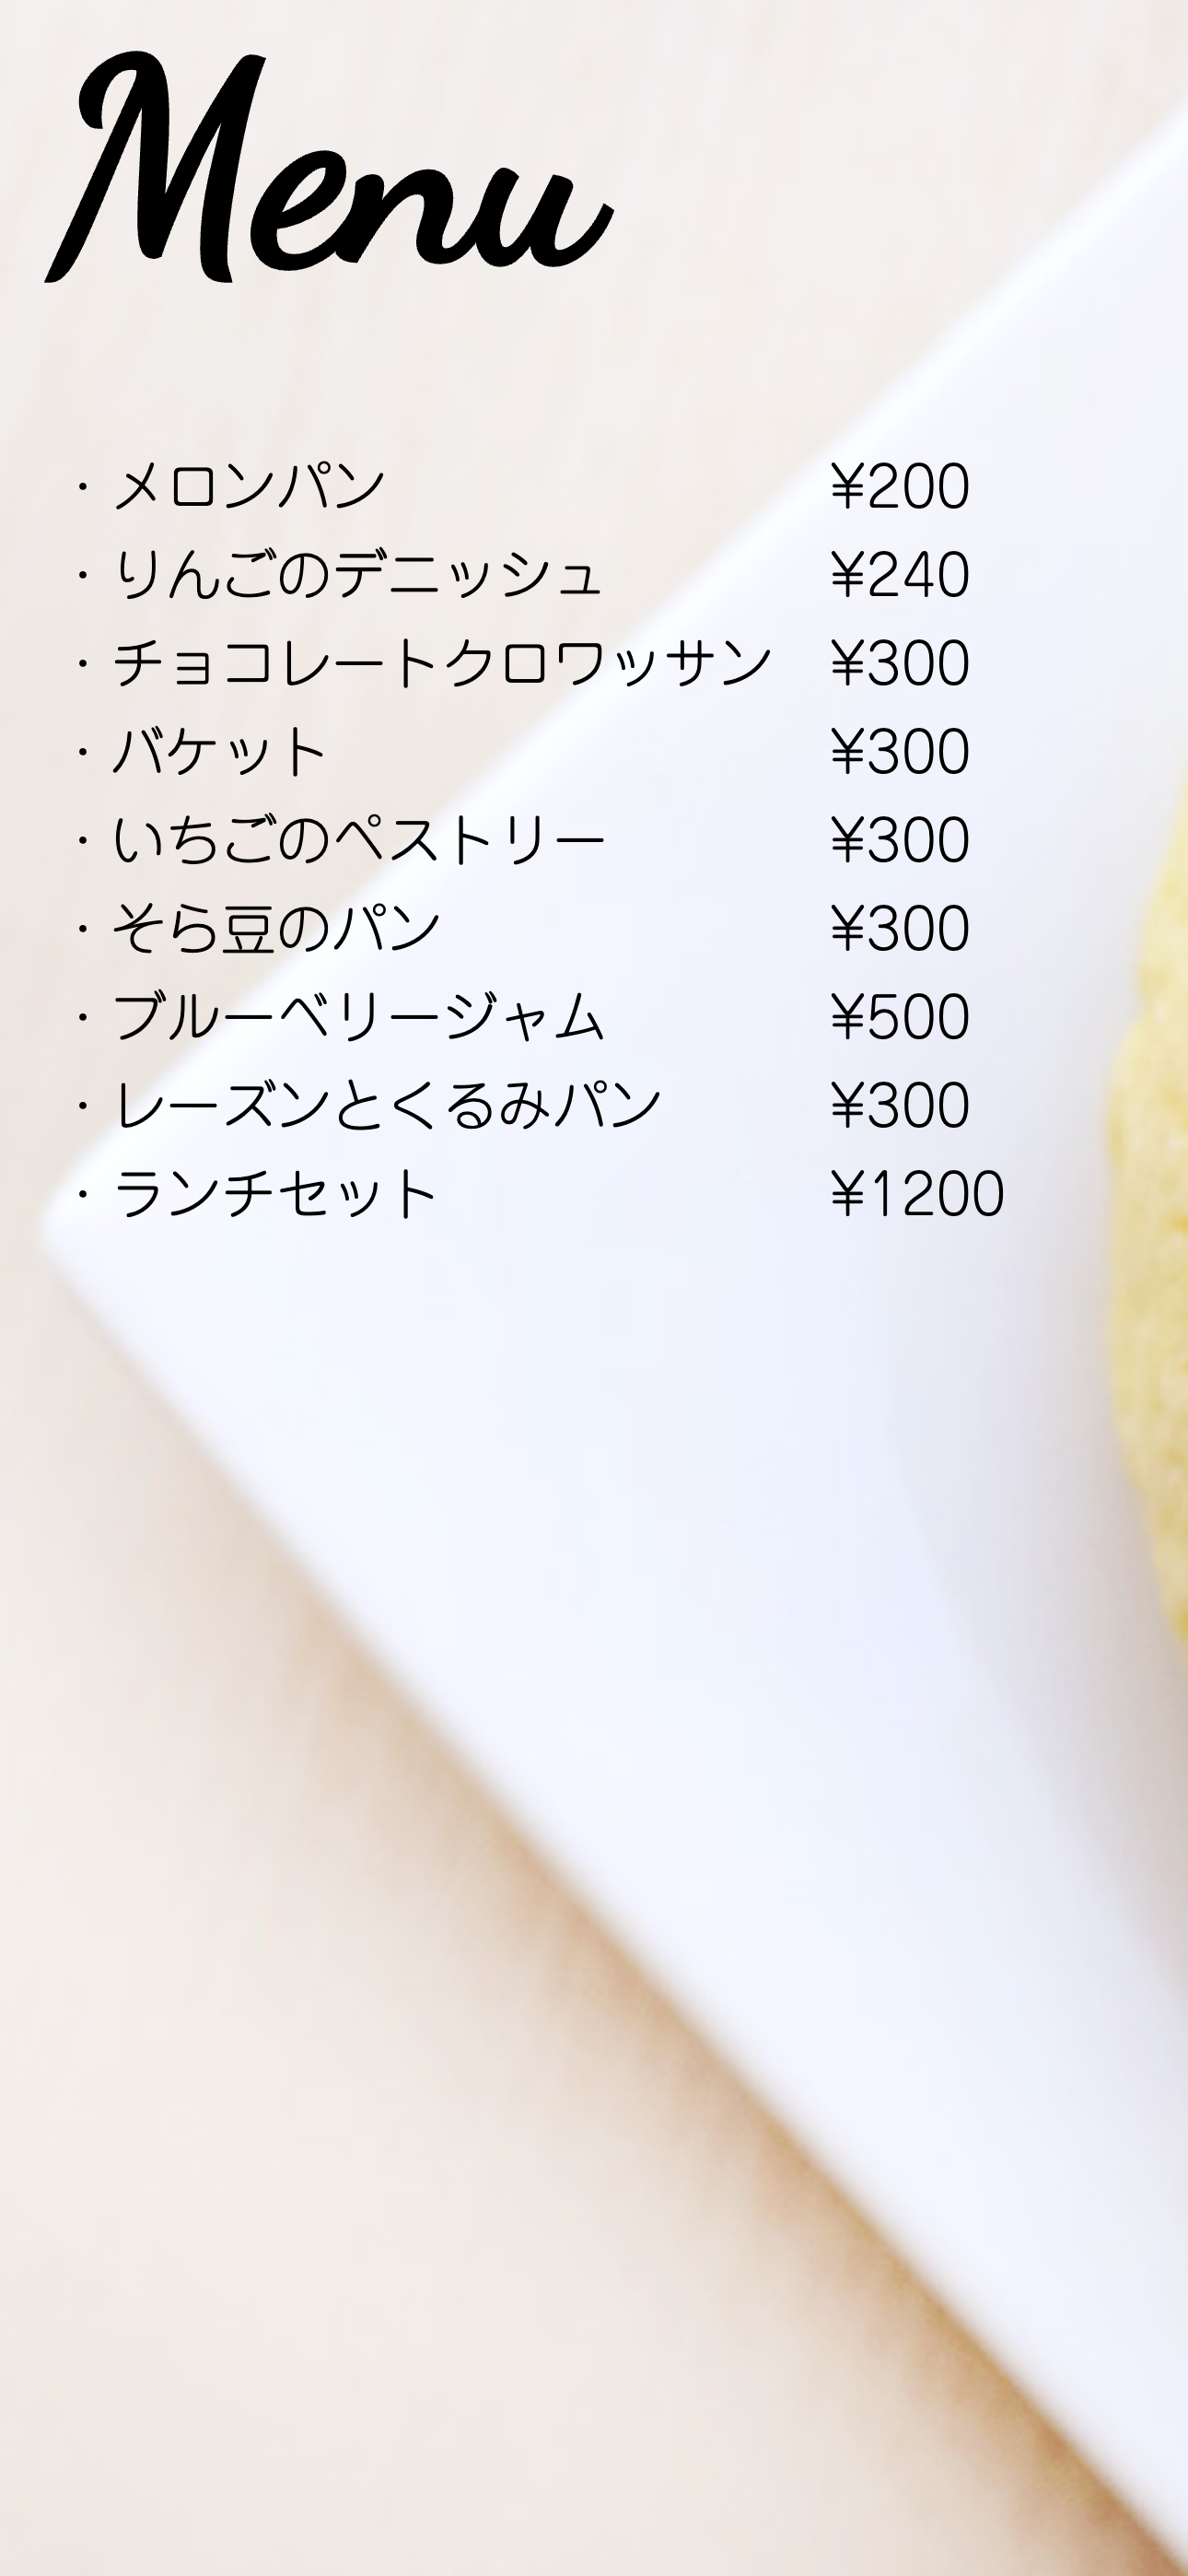 Menu
・メロンパン ¥200
・りんごのデニッシュ ¥240
・チョコレートクロワッサン ¥300
・バケット ¥300
・いちごのペストリー ¥300
・そら豆のパン ¥300
・ブルーベリージャム ¥500
・レーズンとくるみパン ¥300
・ランチセット ¥1200